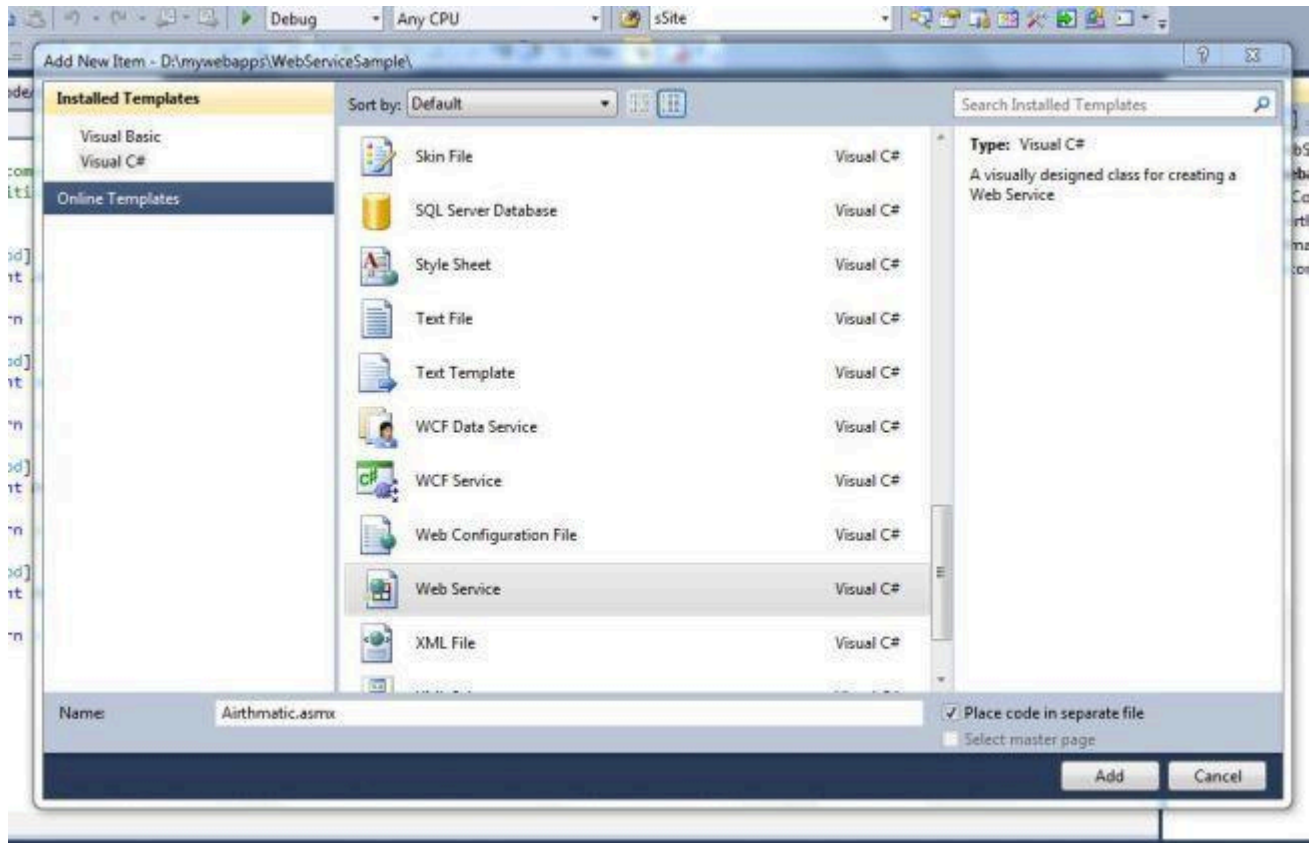 Debug
Any CPU
sSite
Add New Item - D:\mywebapps\WebServiceSample\
Installed Templates
Visual Basic
Visual C#
Online Templates
Sort by: Default
Search Installed Templates
Skin File Visual C#
SQL Server Database Visual C#
Style Sheet Visual C#
Text File Visual C#
Text Template Visual C#
WCF Data Service Visual C#
WCF Service Visual C#
Web Configuration File Visual C#
Web Service Visual C#
XML File Visual C#
Type: Visual C#
A visually designed class for creating a
Web Service
Name: Airthmatic.asmx
Place code in separate file
Select master page
Add Cancel